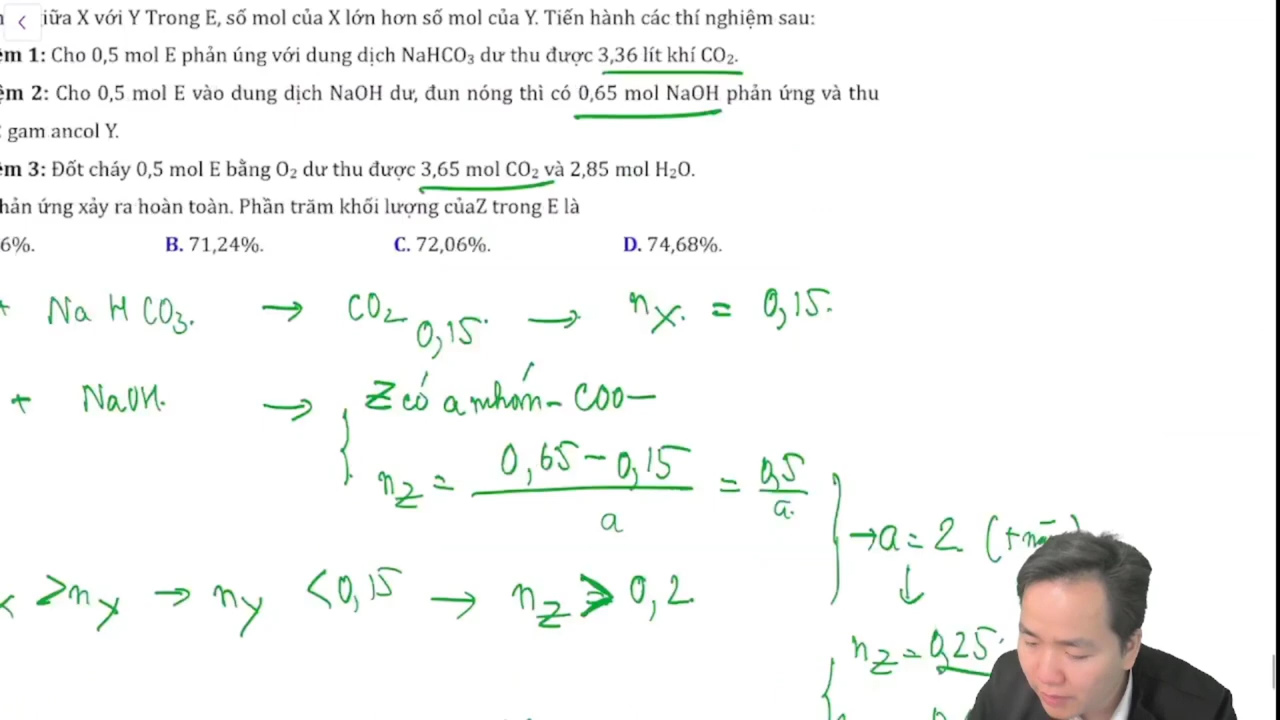 iữa X với Y Trong E, số mol của X lớn hơn số mol của Y. Tiến hành các thí nghiệm sau:
ệm 1: Cho 0,5 mol E phản ứng với dung dịch NaHCO₃ dư thu được 3,36 lít khí CO₂.
ệm 2: Cho 0,5 mol E vào dung dịch NaOH dư, đun nóng thì có 0,65 mol NaOH phản ứng và thu
gam ancol Y.
ệm 3: Đốt cháy 0,5 mol E bằng O₂ dư thu được 3,65 mol CO₂ và 2,85 mol H₂O.
hản ứng xảy ra hoàn toàn. Phần trăm khối lượng củaZ trong E là
6%. B. 71,24%. C. 72,06%. D. 74,68%.
+ NaHCO₃. → CO₂ 0,15. → nX. = 0,15.
+ NaOH. → Z có a nhóm -COO-
nZ = (0,65 - 0,15)/a = 0,5/a.
→ a = 2
> nY → nY < 0,15 → nZ > 0,2
nZ = 0,25.